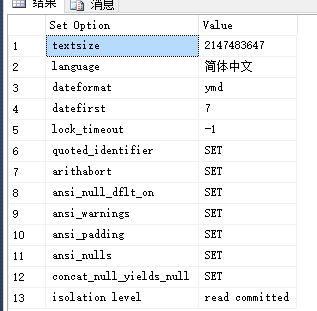 结果 消息
Set Option Value
1 textsize 2147483647
2 language 简体中文
3 dateformat ymd
4 datefirst 7
5 lock_timeout -1
6 quoted_identifier SET
7 arithabort SET
8 ansi_null_dflt_on SET
9 ansi_warnings SET
10 ansi_padding SET
11 ansi_nulls SET
12 concat_null_yields_null SET
13 isolation level read committed